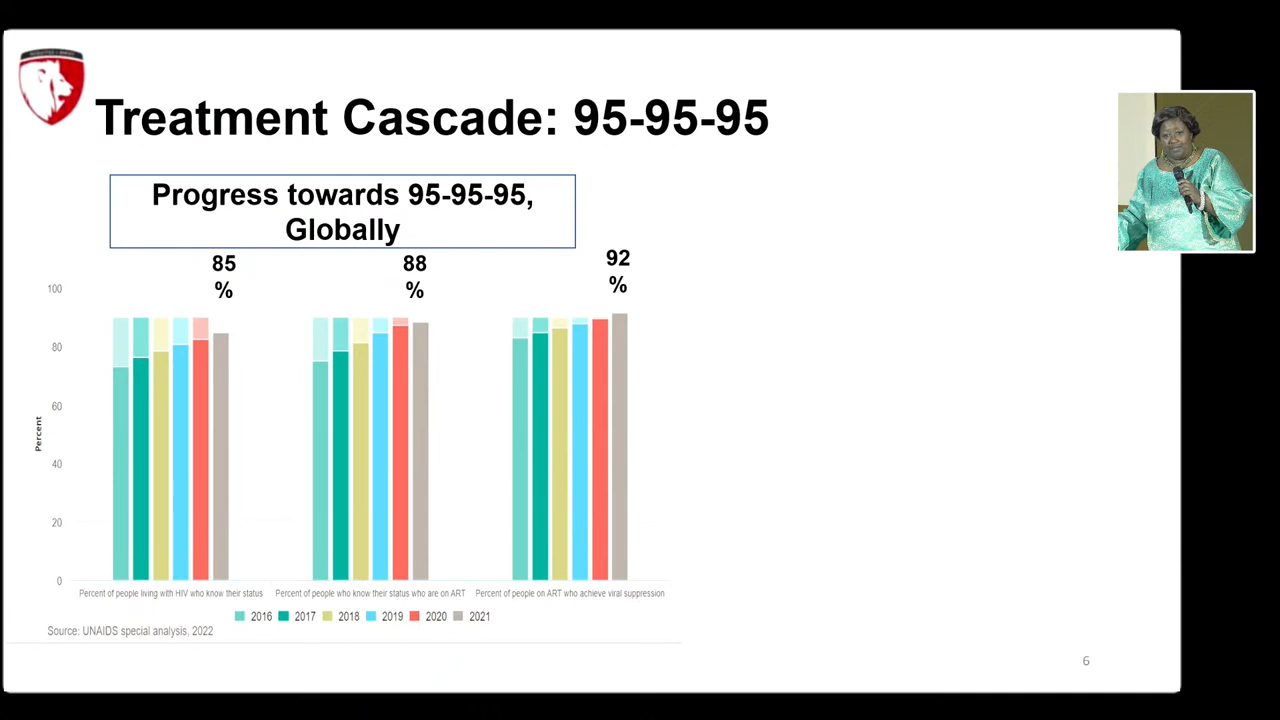 Treatment Cascade: 95-95-95
Progress towards 95-95-95,
Globally
85
%
88
%
92
%
100
80
60
40
20
0
Percent
Percent of people living with HIV who know their status
Percent of people who know their status who are on ART
Percent of people on ART who achieve viral suppression
2016 2017 2018 2019 2020 2021
Source: UNAIDS special analysis, 2022
6